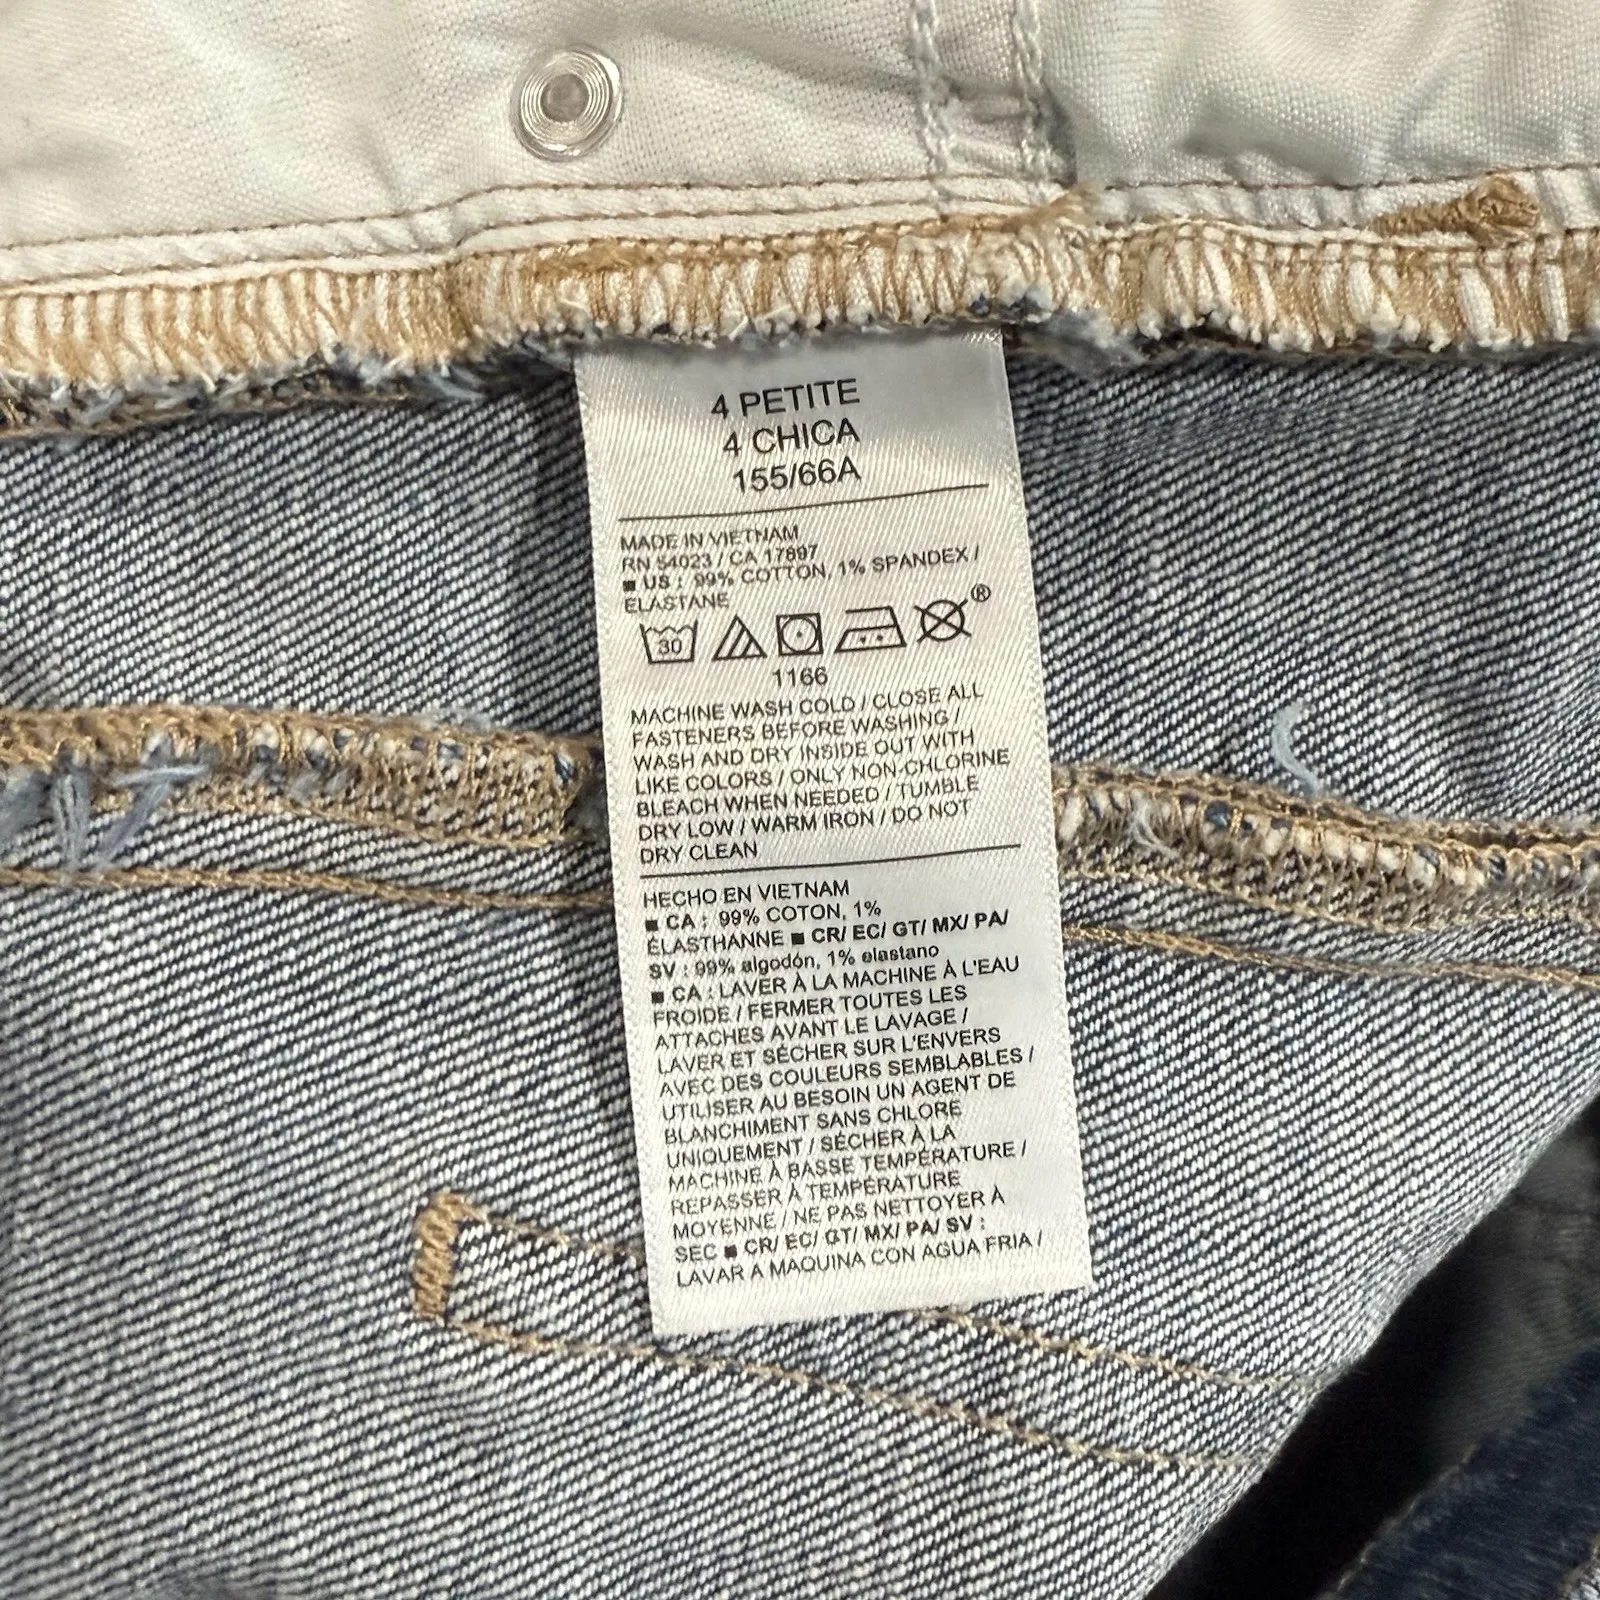 4 PETITE
4 CHICA
155/66A
MADE IN VIETNAM
RN 54023 / CA 17897
■ US : 99% COTTON, 1% SPANDEX /
ELASTANE
30
®
1166
MACHINE WASH COLD / CLOSE ALL
FASTENERS BEFORE WASHING /
WASH AND DRY INSIDE OUT WITH
LIKE COLORS / ONLY NON-CHLORINE
BLEACH WHEN NEEDED / TUMBLE
DRY LOW / WARM IRON / DO NOT
DRY CLEAN
HECHO EN VIETNAM
■ CA : 99% COTON, 1%
ÉLASTHANNE ■ CR/ EC/ GT/ MX/ PA/
SV : 99% algodón, 1% elastano
■ CA : LAVER À LA MACHINE À L'EAU
FROIDE / FERMER TOUTES LES
ATTACHES AVANT LE LAVAGE /
LAVER ET SÉCHER SUR L'ENVERS
AVEC DES COULEURS SEMBLABLES /
UTILISER AU BESOIN UN AGENT DE
BLANCHIMENT SANS CHLORE
UNIQUEMENT / SÉCHER À LA
MACHINE À BASSE TEMPÉRATURE /
REPASSER À TEMPÉRATURE
MOYENNE / NE PAS NETTOYER À
SEC ■ CR/ EC/ GT/ MX/ PA/ SV :
LAVAR A MAQUINA CON AGUA FRIA /